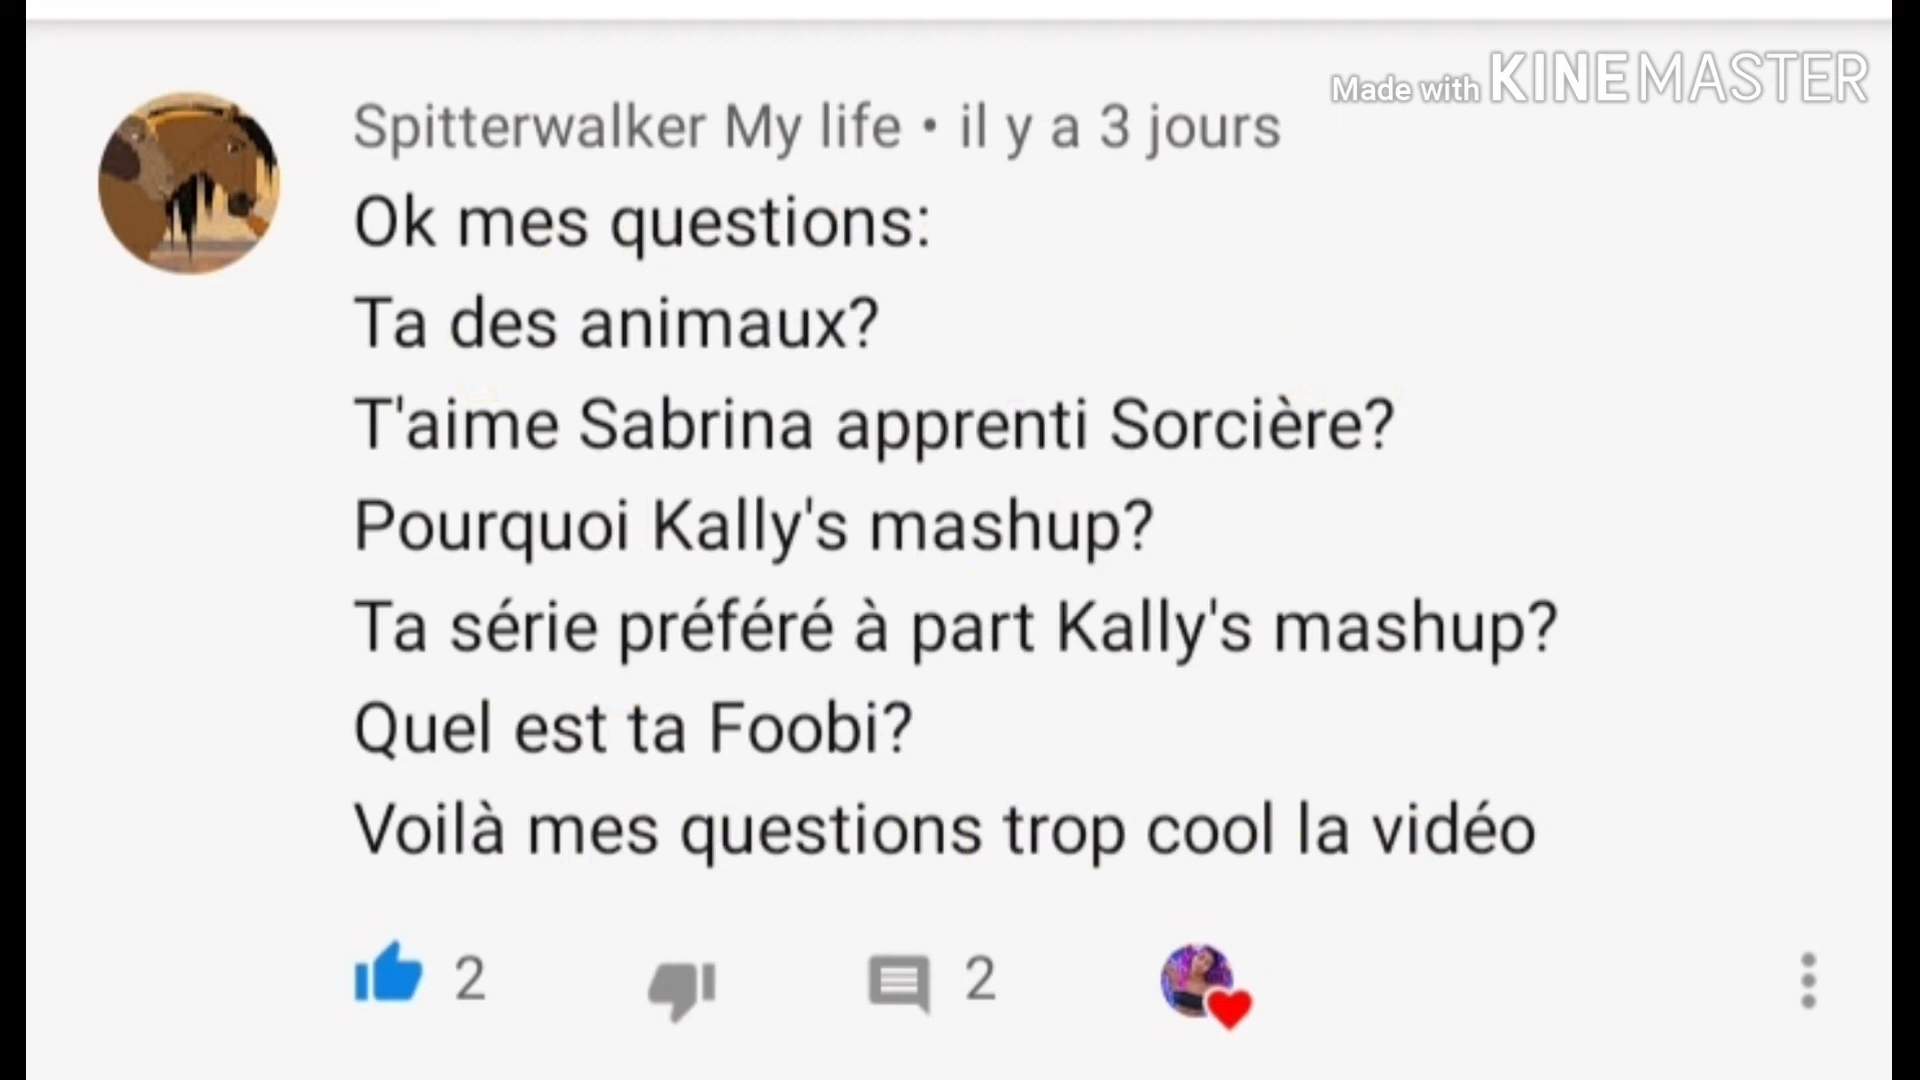 Made with KINEMASTER
Spitterwalker My life • il y a 3 jours
Ok mes questions:
Ta des animaux?
T'aime Sabrina apprenti Sorcière?
Pourquoi Kally's mashup?
Ta série préféré à part Kally's mashup?
Quel est ta Foobi?
Voilà mes questions trop cool la vidéo
2 2